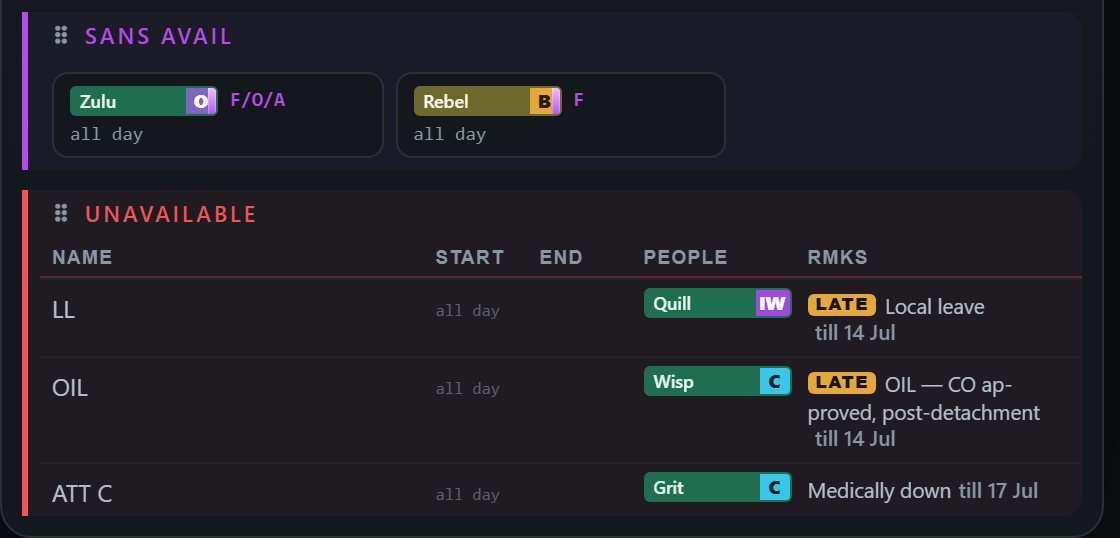 SANS AVAIL
Zulu O F/O/A
all day
Rebel B F
all day
UNAVAILABLE
NAME START END PEOPLE RMKS
LL all day Quill IW LATE Local leave
till 14 Jul
OIL all day Wisp C LATE OIL — CO ap-
proved, post-detachment
till 14 Jul
ATT C all day Grit C Medically down till 17 Jul